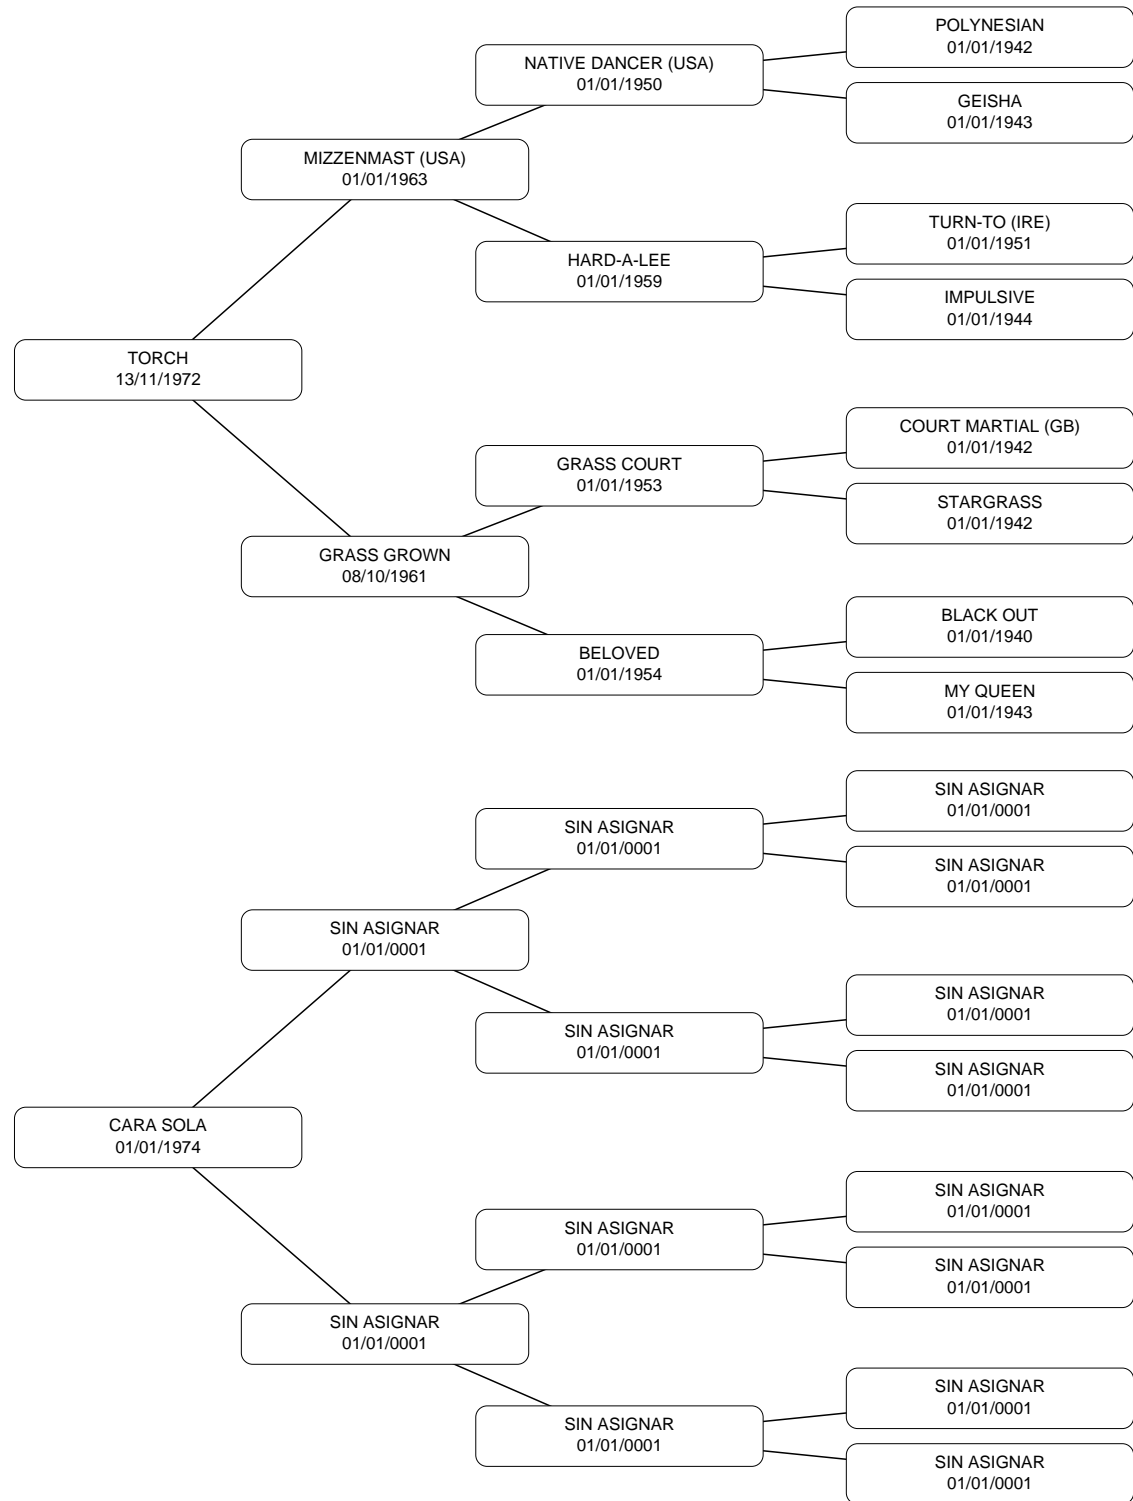 POLYNESIAN
01/01/1942
NATIVE DANCER (USA)
01/01/1950
GEISHA
01/01/1943
MIZZENMAST (USA)
01/01/1963
TURN-TO (IRE)
01/01/1951
HARD-A-LEE
01/01/1959
IMPULSIVE
01/01/1944
TORCH
13/11/1972
COURT MARTIAL (GB)
01/01/1942
GRASS COURT
01/01/1953
STARGRASS
01/01/1942
GRASS GROWN
08/10/1961
BLACK OUT
01/01/1940
BELOVED
01/01/1954
MY QUEEN
01/01/1943
SIN ASIGNAR
01/01/0001
SIN ASIGNAR
01/01/0001
SIN ASIGNAR
01/01/0001
SIN ASIGNAR
01/01/0001
SIN ASIGNAR
01/01/0001
SIN ASIGNAR
01/01/0001
SIN ASIGNAR
01/01/0001
CARA SOLA
01/01/1974
SIN ASIGNAR
01/01/0001
SIN ASIGNAR
01/01/0001
SIN ASIGNAR
01/01/0001
SIN ASIGNAR
01/01/0001
SIN ASIGNAR
01/01/0001
SIN ASIGNAR
01/01/0001
SIN ASIGNAR
01/01/0001